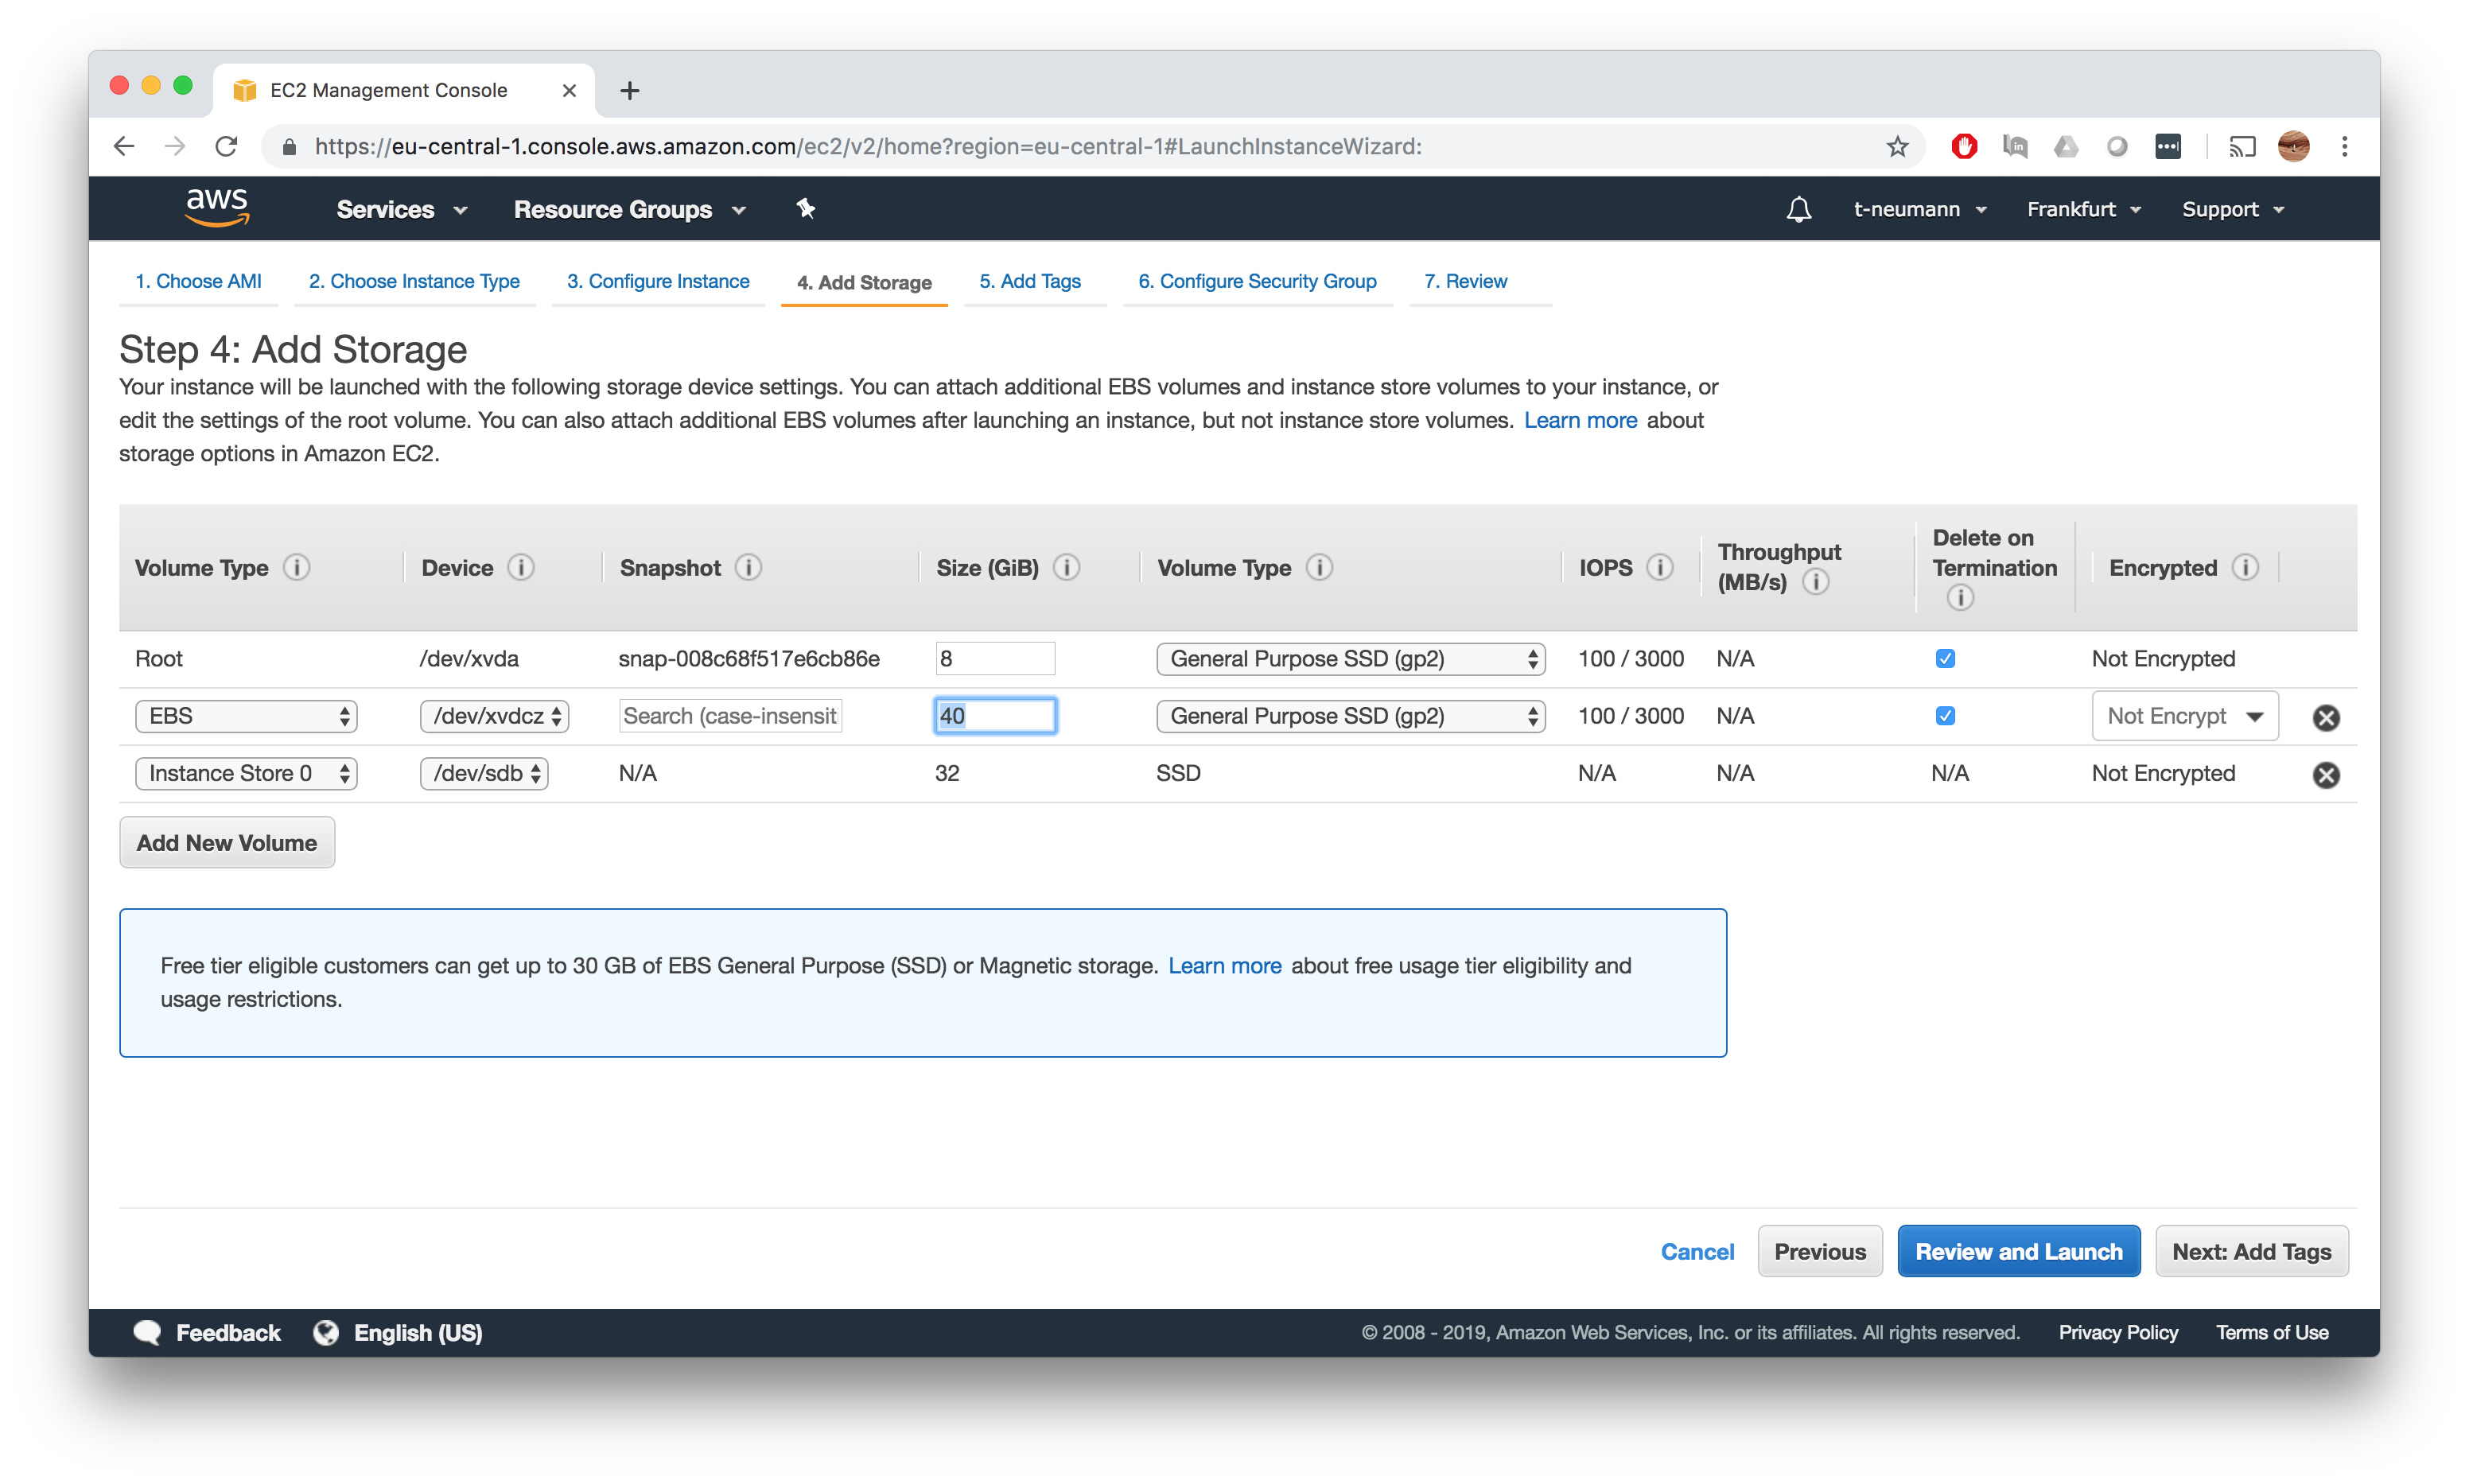 EC2 Management Console
https://eu-central-1.console.aws.amazon.com/ec2/v2/home?region=eu-central-1#LaunchInstanceWizard:
aws Services Resource Groups t-neumann Frankfurt Support
1. Choose AMI 2. Choose Instance Type 3. Configure Instance 4. Add Storage 5. Add Tags 6. Configure Security Group 7. Review
Step 4: Add Storage
Your instance will be launched with the following storage device settings. You can attach additional EBS volumes and instance store volumes to your instance, or
edit the settings of the root volume. You can also attach additional EBS volumes after launching an instance, but not instance store volumes. Learn more about
storage options in Amazon EC2.
Volume Type Device Snapshot Size (GiB) Volume Type IOPS Throughput (MB/s) Delete on Termination Encrypted
Root /dev/xvda snap-008c68f517e6cb86e 8 General Purpose SSD (gp2) 100 / 3000 N/A Not Encrypted
EBS /dev/xvdcz Search (case-insensit 40 General Purpose SSD (gp2) 100 / 3000 N/A Not Encrypt
Instance Store 0 /dev/sdb N/A 32 SSD N/A N/A N/A Not Encrypted
Add New Volume
Free tier eligible customers can get up to 30 GB of EBS General Purpose (SSD) or Magnetic storage. Learn more about free usage tier eligibility and
usage restrictions.
Cancel Previous Review and Launch Next: Add Tags
Feedback English (US) © 2008 - 2019, Amazon Web Services, Inc. or its affiliates. All rights reserved. Privacy Policy Terms of Use